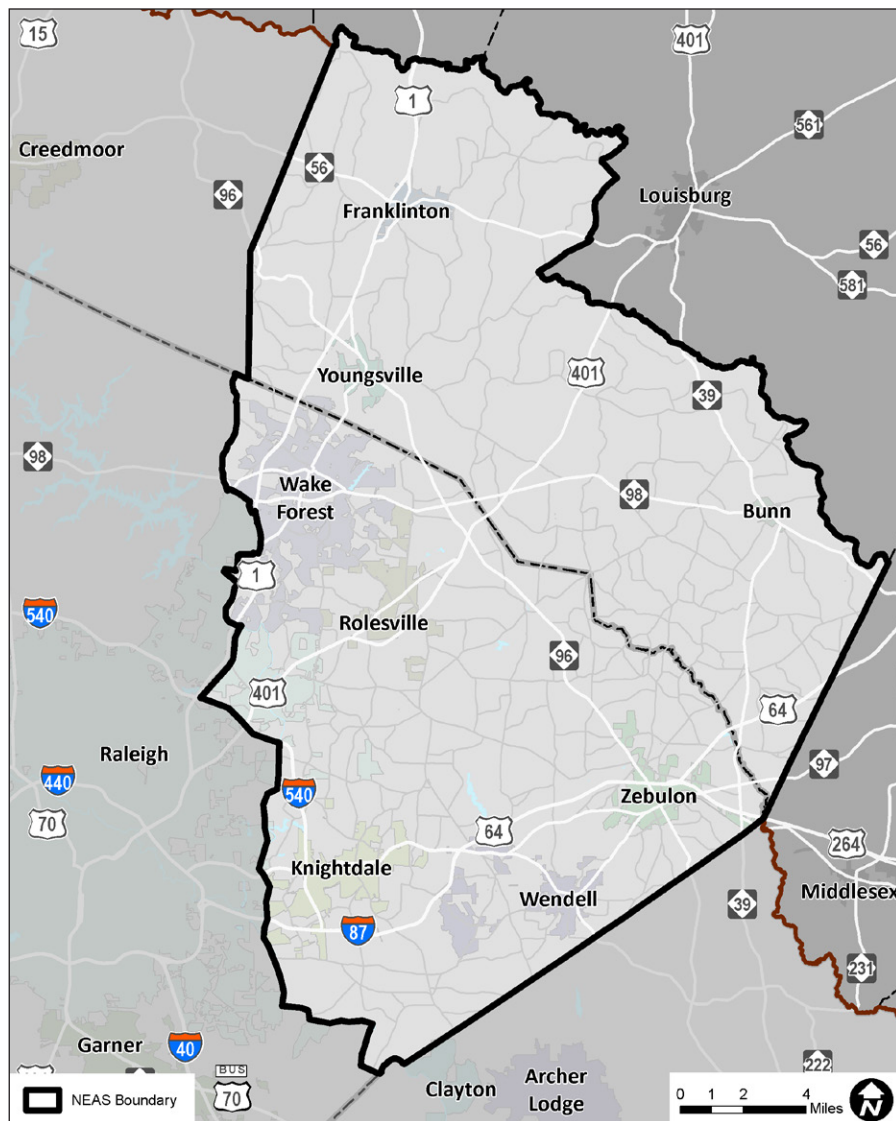 15
401
1
561
Creedmoor
56
96
Louisburg
Franklinton
56
581
Youngsville
401
39
98
Wake
Forest
98
Bunn
1
540
Rolesville
96
401
64
Raleigh
97
440
540
Zebulon
70
64
264
Knightdale
Middlesex
Wendell
39
87
231
Garner
40
BUS
70
Clayton
Archer
Lodge
222
NEAS Boundary
0 1 2 4
Miles
N